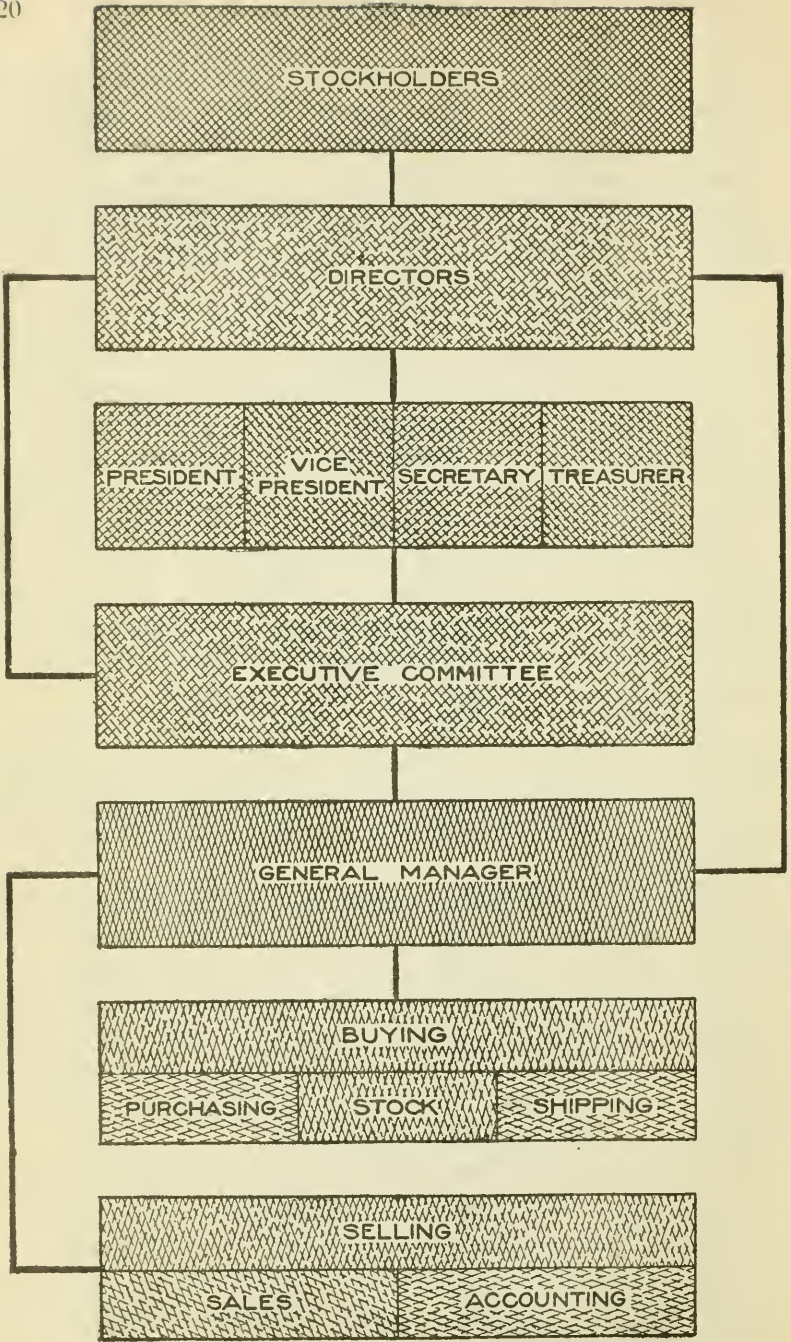 20
STOCKHOLDERS
DIRECTORS
PRESIDENT
VICE
PRESIDENT
SECRETARY
TREASURER
EXECUTIVE COMMITTEE
GENERAL MANAGER
BUYING
PURCHASING
STOCK
SHIPPING
SELLING
SALES
ACCOUNTING